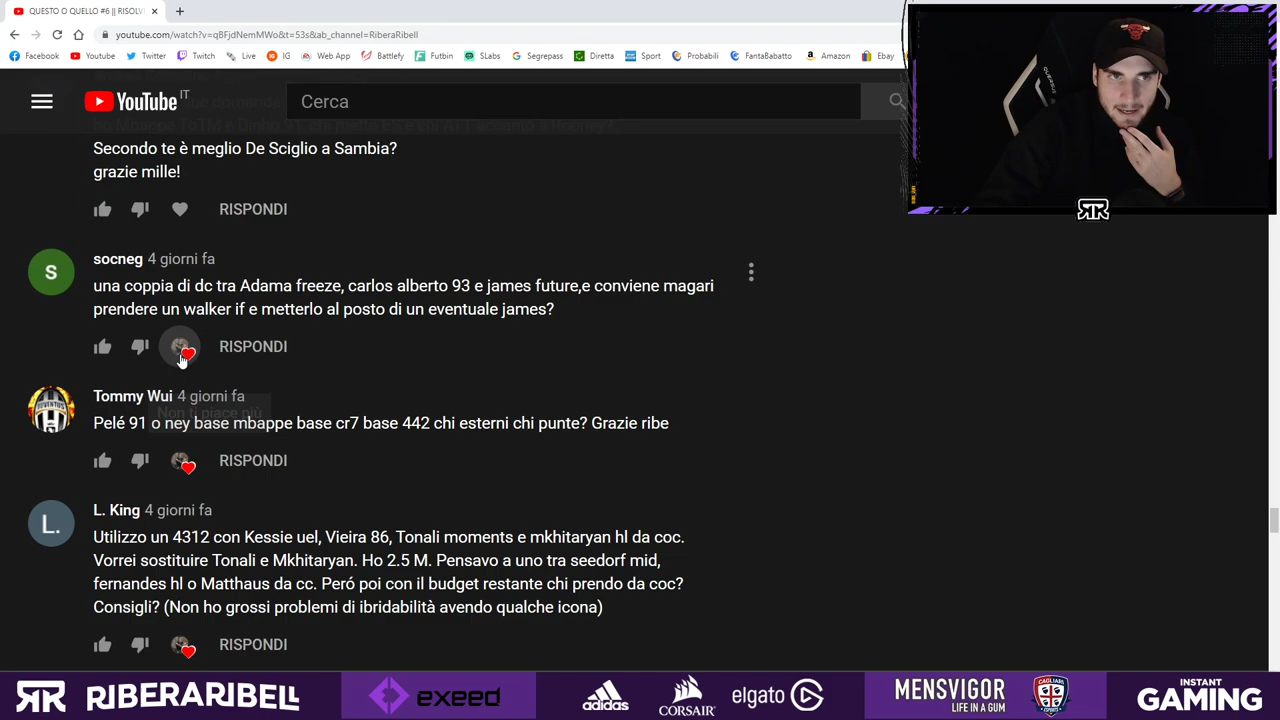 QUESTO O QUELLO #6 || RISOLV
youtube.com/watch?v=qBFjdNemMWo&t=53s&ab_channel=RiberaRibell
Facebook Youtube Twitter Twitch Live IG Web App Battlefy Futbin SLabs Segrepass Diretta Sport Probabili FantaBabatto Amazon Ebay
YouTube IT
Cerca
Secondo te è meglio De Sciglio a Sambia?
grazie mille!
RISPONDI
S
socneg 4 giorni fa
una coppia di dc tra Adama freeze, carlos alberto 93 e james future,e conviene magari
prendere un walker if e metterlo al posto di un eventuale james?
RISPONDI
Tommy Wui 4 giorni fa
Non ti piace più
Pelé 91 o ney base mbappe base cr7 base 442 chi esterni chi punte? Grazie ribe
RISPONDI
L.
L. King 4 giorni fa
Utilizzo un 4312 con Kessie uel, Vieira 86, Tonali moments e mkhitaryan hl da coc.
Vorrei sostituire Tonali e Mkhitaryan. Ho 2.5 M. Pensavo a uno tra seedorf mid,
fernandes hl o Matthaus da cc. Peró poi con il budget restante chi prendo da coc?
Consigli? (Non ho grossi problemi di ibridabilità avendo qualche icona)
RISPONDI
RIBERARIBELL exeed adidas CORSAIR elgato MENSVIGOR LIFE IN A GUM CAGLIARI INSTANT GAMING